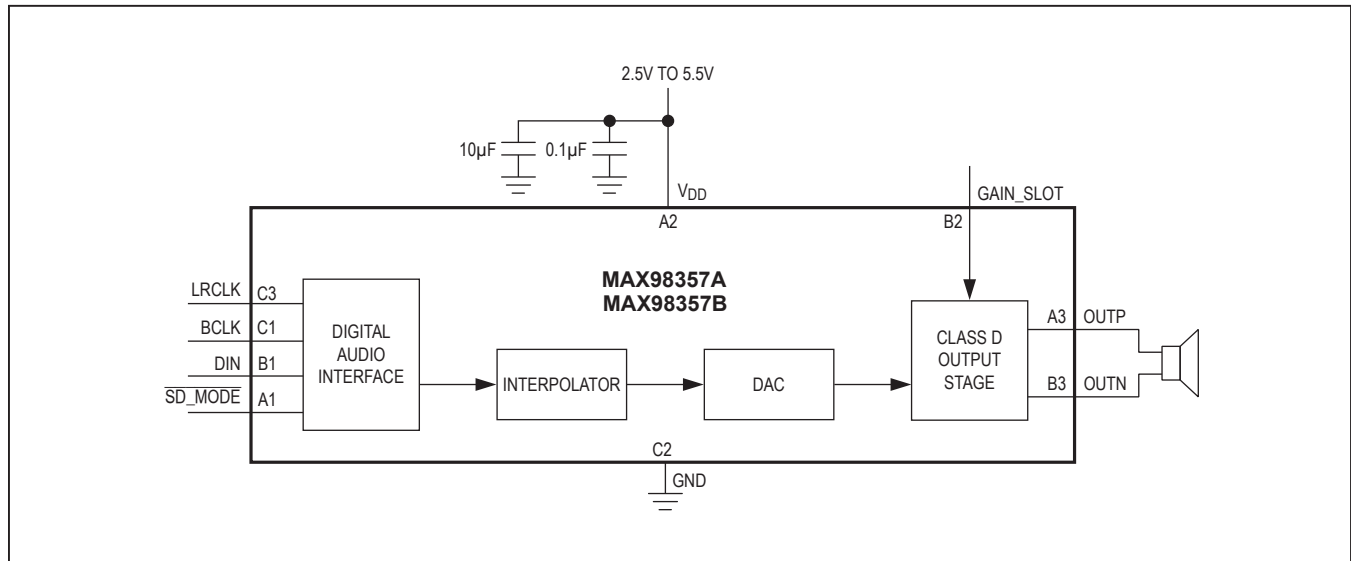 2.5V TO 5.5V
10µF
0.1µF
VDD
GAIN_SLOT
A2
B2
MAX98357A
MAX98357B
LRCLK
C3
BCLK
C1
DIN
B1
SD_MODE
A1
DIGITAL
AUDIO
INTERFACE
INTERPOLATOR
DAC
CLASS D
OUTPUT
STAGE
A3
OUTP
B3
OUTN
C2
GND